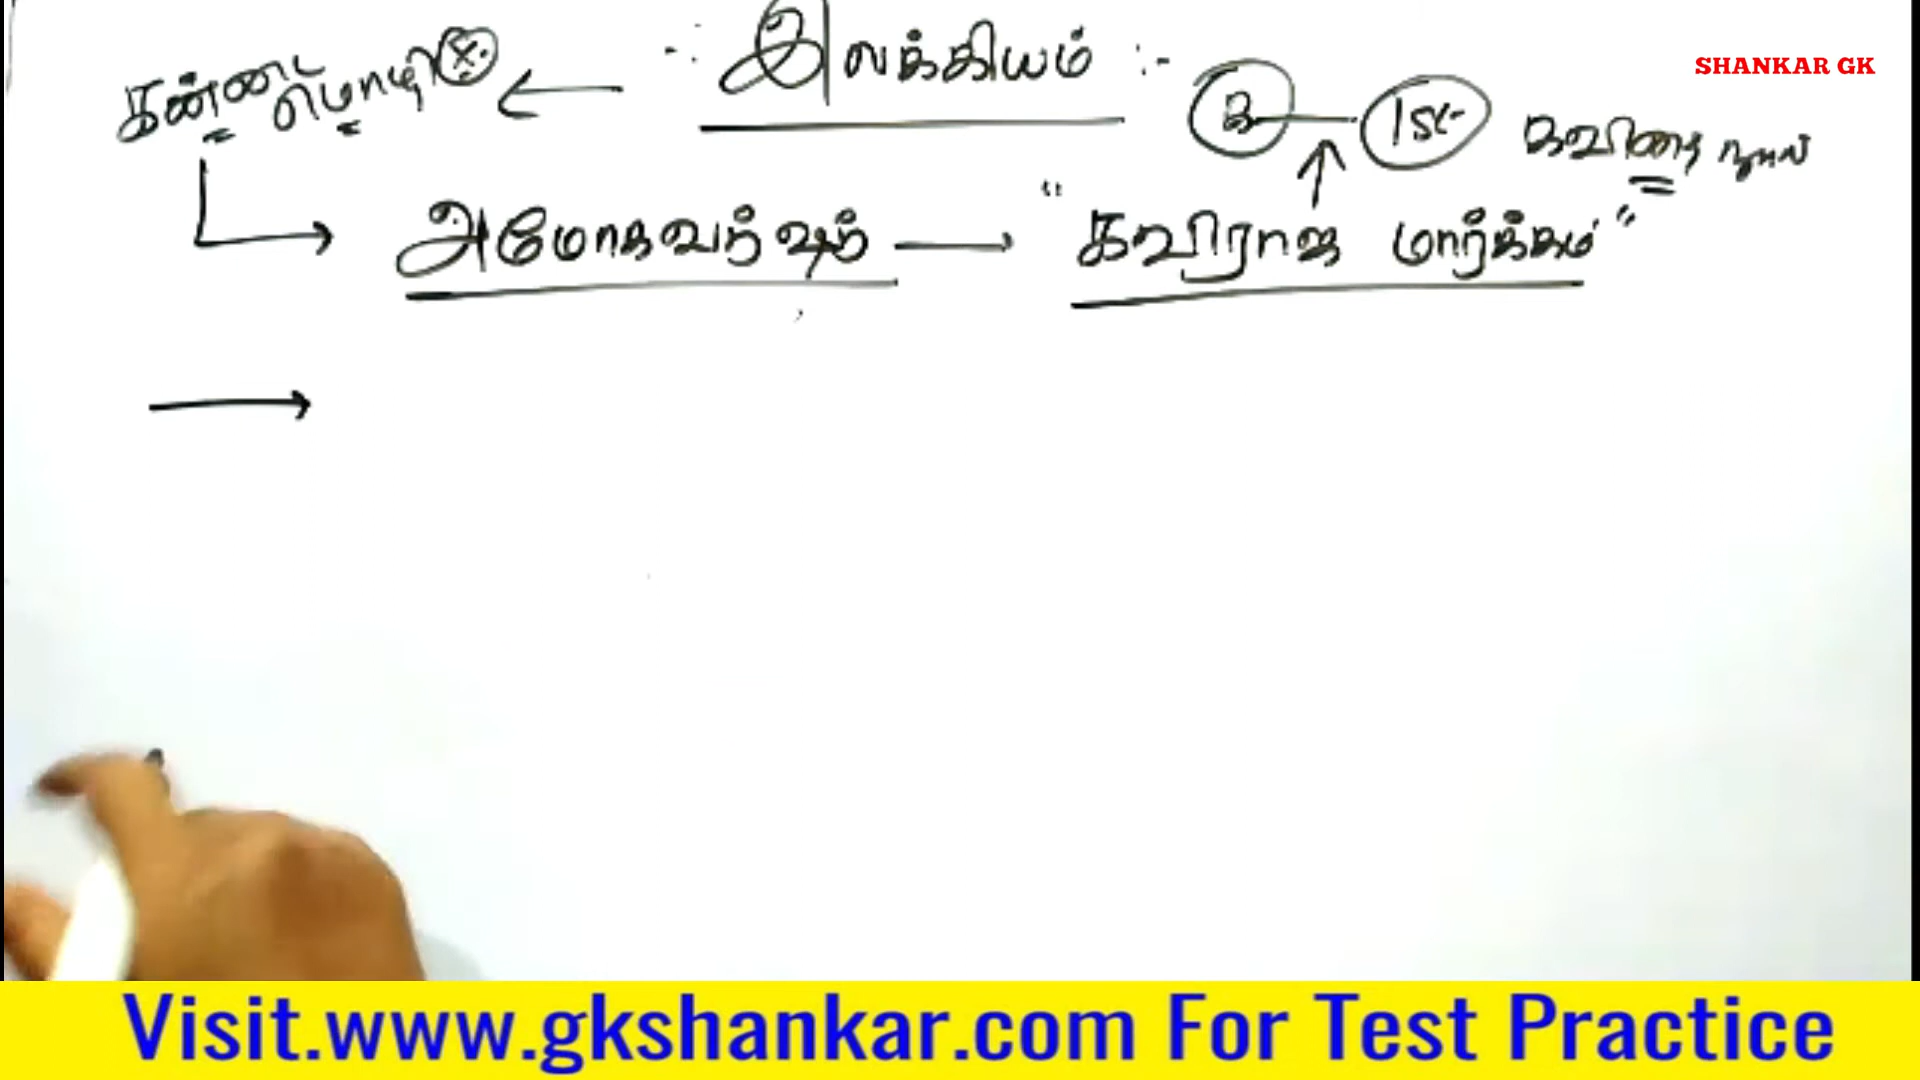 -: இலக்கியம் :-
SHANKAR GK
கன்னட மொழி
க — 1st
கவிதை நூல்
அமோகவர்ஷர் → "கவிராஜ மார்க்கம்"
Visit.www.gkshankar.com For Test Practice